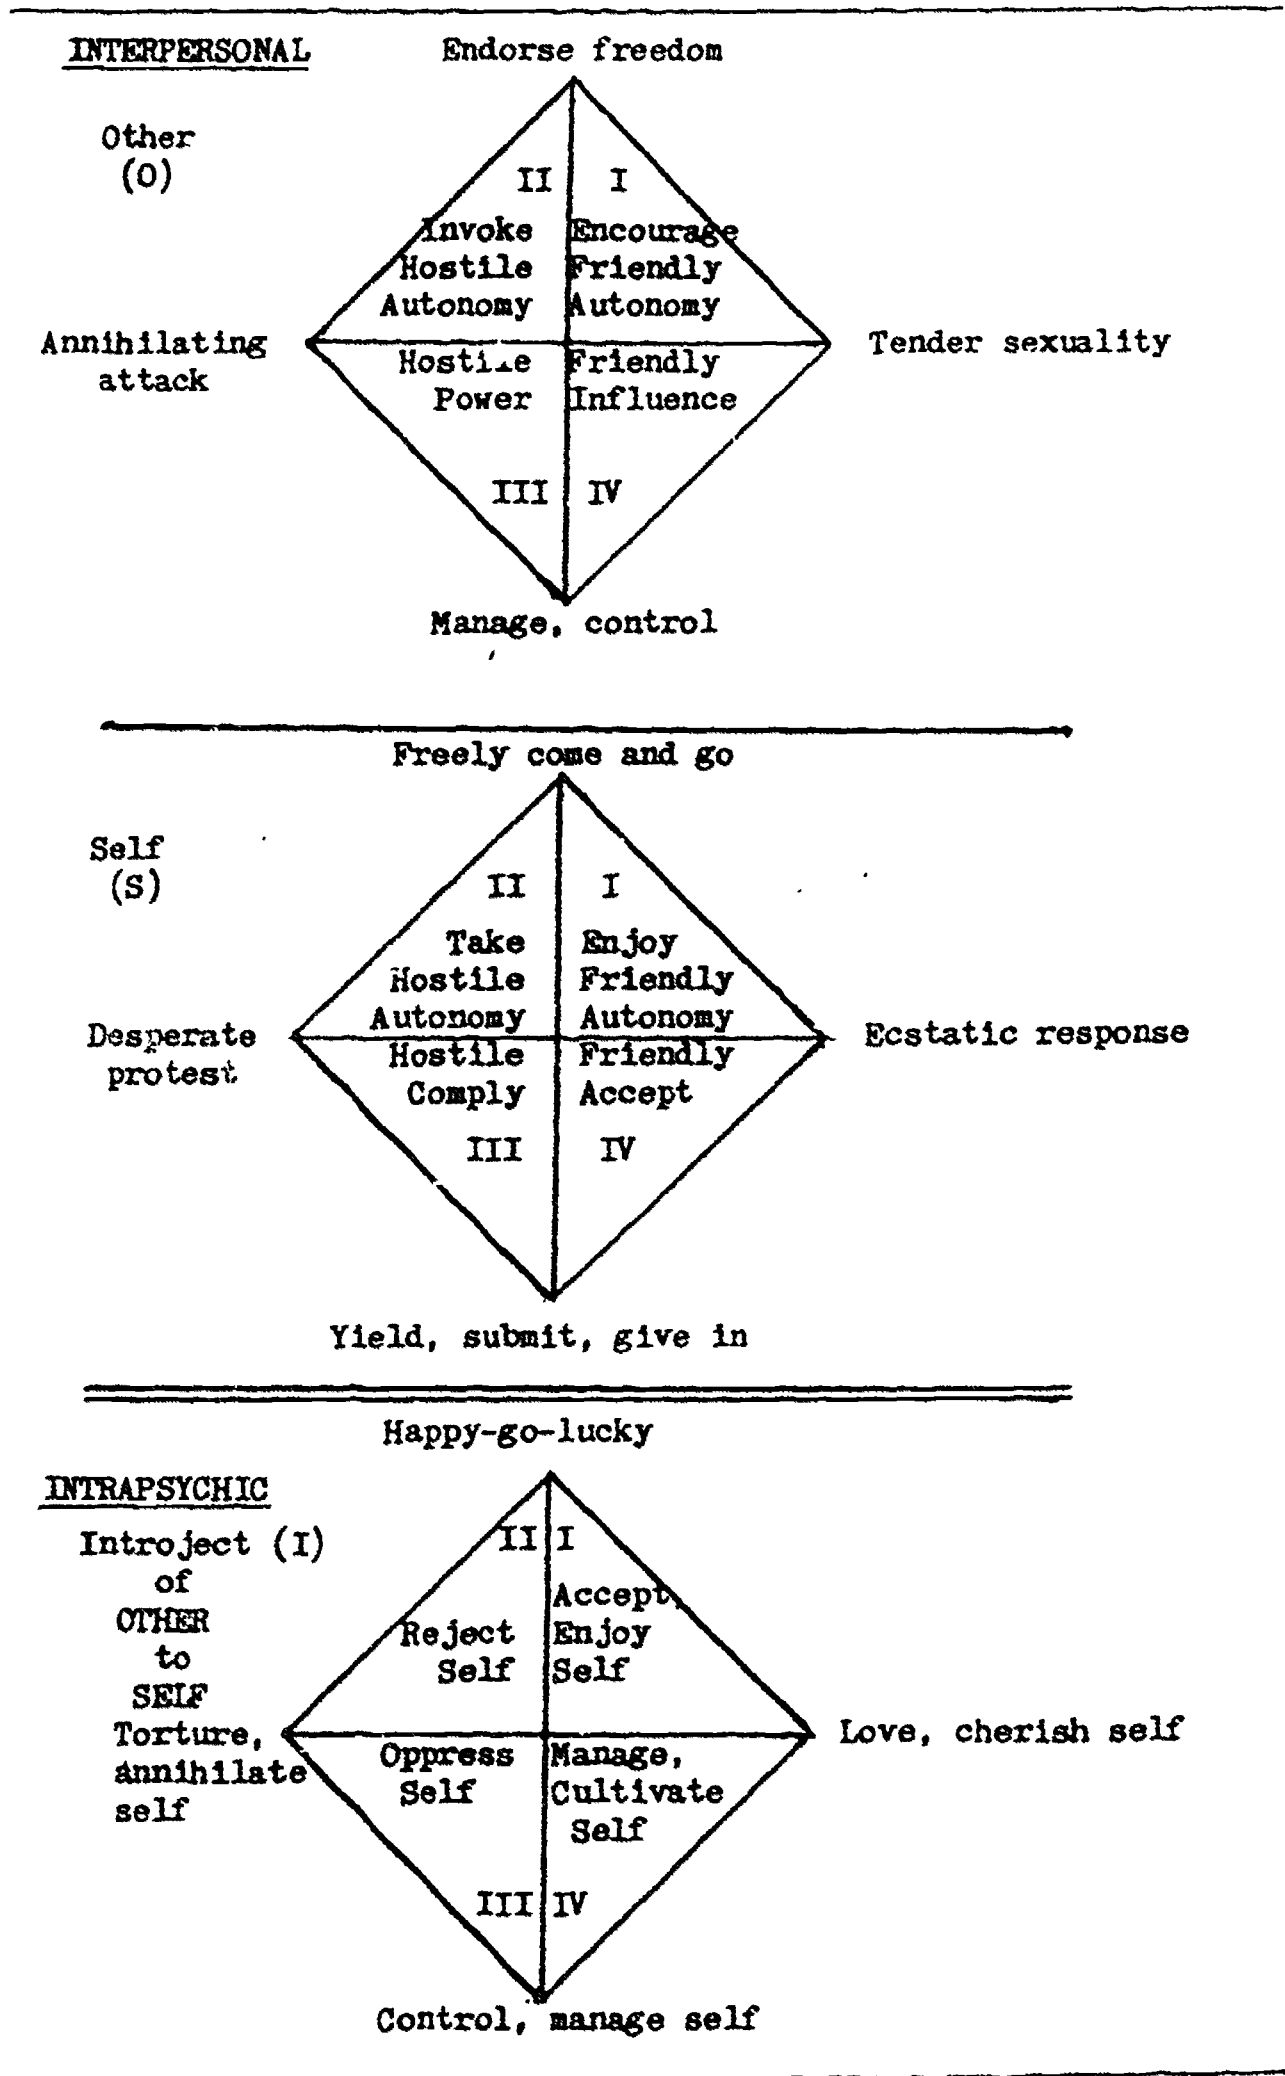 INTERPERSONAL
Endorse freedom
Other
(O)
II I
Invoke Encourage
Hostile Friendly
Autonomy Autonomy
Annihilating
attack
Tender sexuality
Hostile Friendly
Power Influence
III IV
Manage, control
Freely come and go
Self
(S)
II I
Take Enjoy
Hostile Friendly
Autonomy Autonomy
Desperate
protest
Ecstatic response
Hostile Friendly
Comply Accept
III IV
Yield, submit, give in
Happy-go-lucky
INTRAPSYCHIC
Introject (I)
of
OTHER
to
SELF
II I
Accept,
Reject Enjoy
Self Self
Torture,
annihilate
self
Love, cherish self
Oppress Manage,
Self Cultivate
Self
III IV
Control, manage self